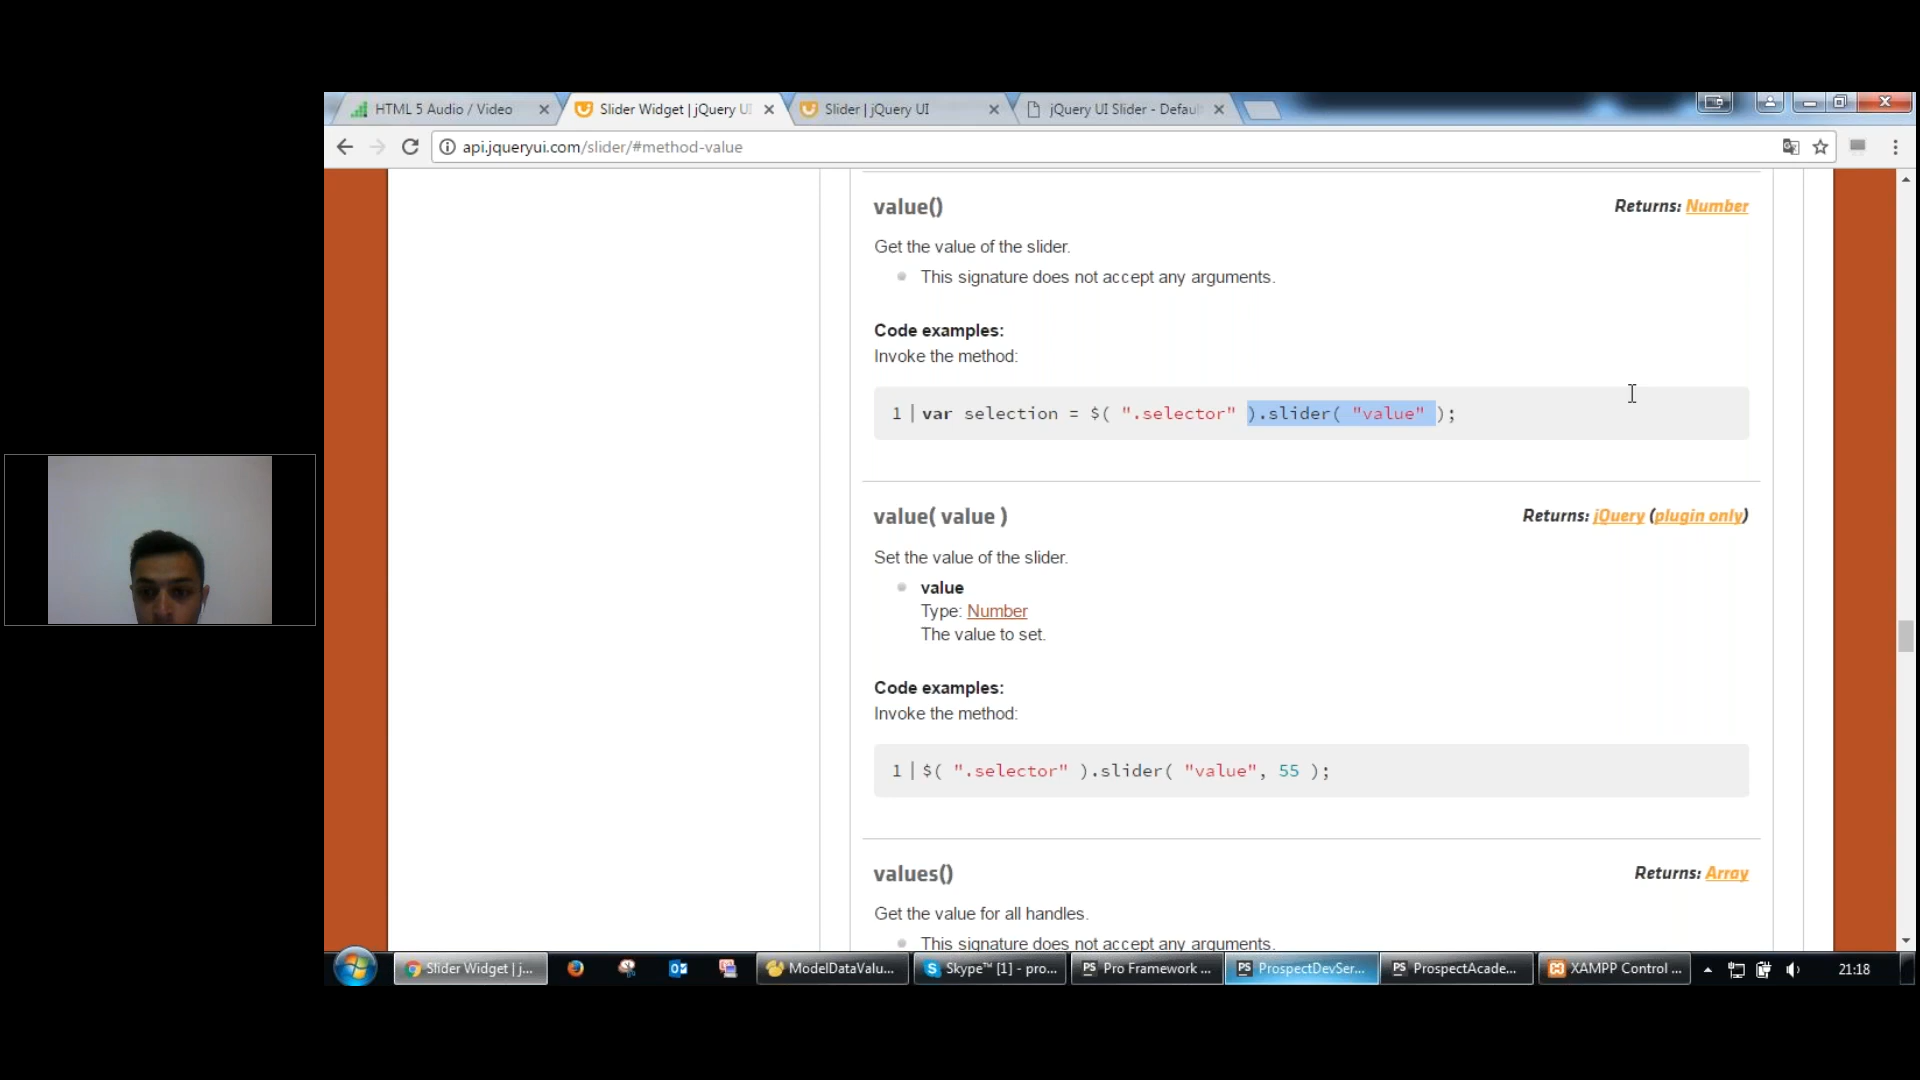 HTML 5 Audio / Video
Slider Widget | jQuery U
Slider | jQuery UI
jQuery UI Slider - Defaul
api.jqueryui.com/slider/#method-value
value()
Returns: Number
Get the value of the slider.
This signature does not accept any arguments.
Code examples:
Invoke the method:
1 var selection = $( ".selector" ).slider( "value" );
value( value )
Returns: jQuery (plugin only)
Set the value of the slider.
value
Type: Number
The value to set.
Code examples:
Invoke the method:
1 $( ".selector" ).slider( "value", 55 );
values()
Returns: Array
Get the value for all handles.
This signature does not accept any arguments.
Slider Widget | j...
ModelDataValu...
Skype™ [1] - pro...
PS Pro Framework ...
PS ProspectDevSer...
PS ProspectAcade...
XAMPP Control ...
21:18